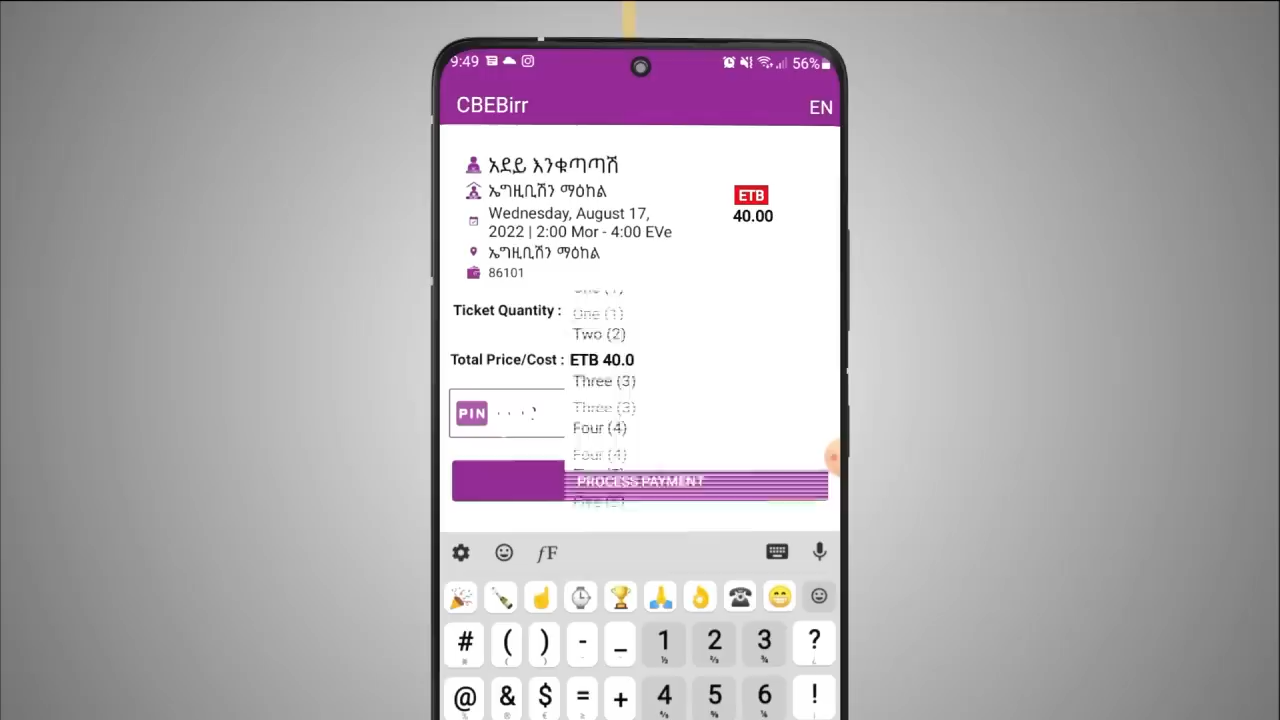 9:49
56%
CBEBirr
EN
አደይ እንቁጣጣሽ
ኤግዚቢሽን ማዕከል
ETB
40.00
Wednesday, August 17,
2022 | 2:00 Mor - 4:00 EVe
ኤግዚቢሽን ማዕከል
86101
Ticket Quantity :
One (1)
Two (2)
Total Price/Cost : ETB 40.0
Three (3)
Three (3)
PIN
Four (4)
Four (4)
PROCESS PAYMENT
fF
# ( ) - _ 1 2 3 ?
@ & $ = + 4 5 6 !